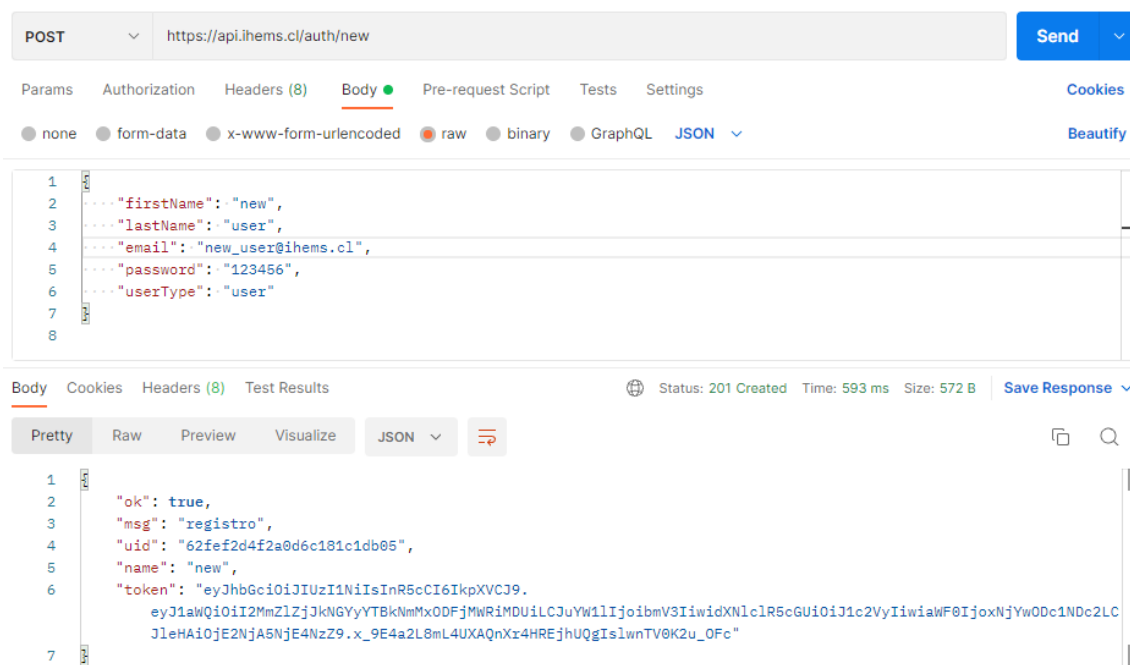 POST https://api.ihems.cl/auth/new Send
Params Authorization Headers (8) Body Pre-request Script Tests Settings Cookies
none form-data x-www-form-urlencoded raw binary GraphQL JSON Beautify
1 {
2 "firstName": "new",
3 "lastName": "user",
4 "email": "new_user@ihems.cl",
5 "password": "123456",
6 "userType": "user"
7 }
8
Body Cookies Headers (8) Test Results Status: 201 Created Time: 593 ms Size: 572 B Save Response
Pretty Raw Preview Visualize JSON
1 {
2 "ok": true,
3 "msg": "registro",
4 "uid": "62fef2d4f2a0d6c181c1db05",
5 "name": "new",
6 "token": "eyJhbGciOiJIUzI1NiIsInR5cCI6IkpXVCJ9.
eyJ1aWQiOiI2MmZlZjJkNGYyYTBkNmMxODFjMWRiMDUiLCJuYW1lIjoibmV3IiwidXNlclR5cGUiOiJ1c2VyIiwiaWF0IjoxNjYwODc1NDc2LC
JleHAiOjE2NjA5NjE4NzZ9.x_9E4a2L8mL4UXAQnXr4HREjhUQgIslwnTV0K2u_OFc"
7 }